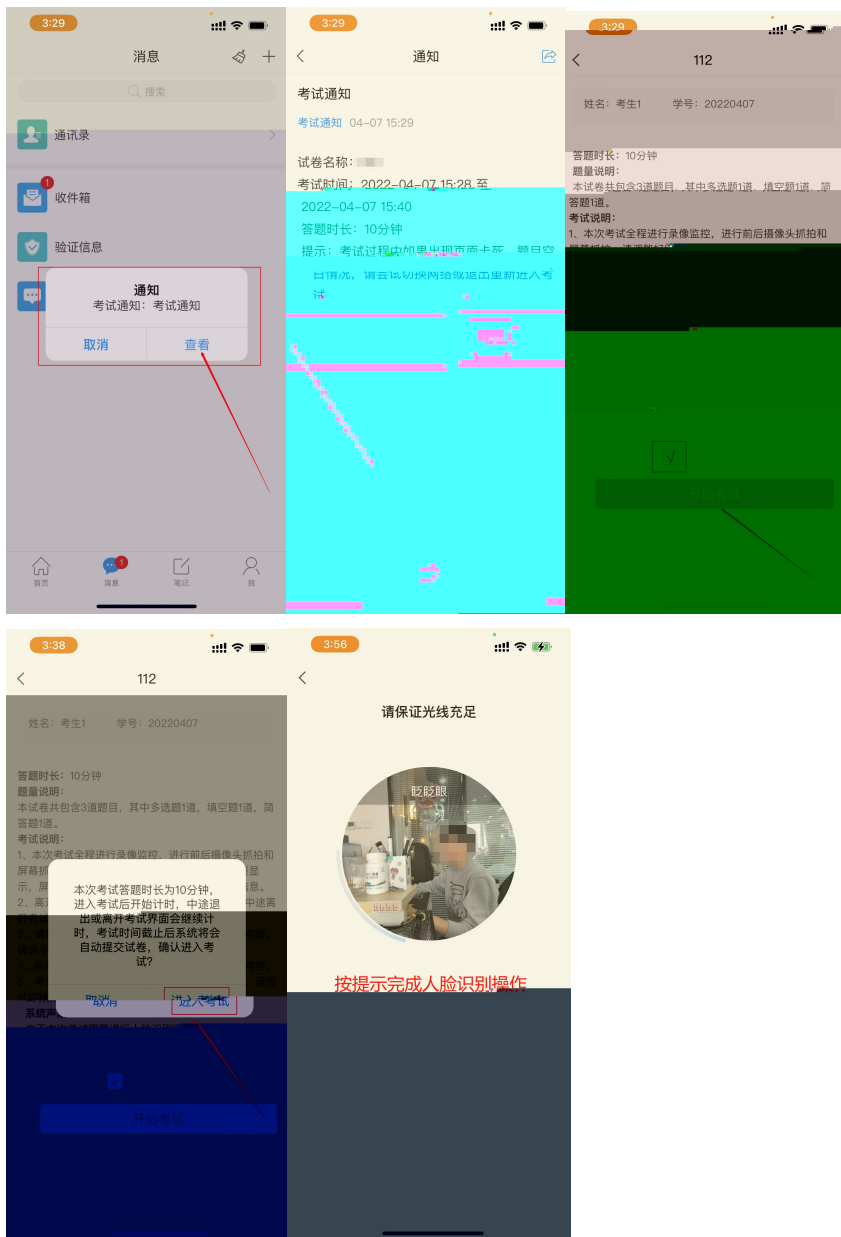 3:29
消息
搜索
通讯录
1
收件箱
验证信息
通知
考试通知：考试通知
取消
查看
首页
1
消息
笔记
我
3:29
通知
考试通知
考试通知 04-07 15:29
试卷名称：
考试时间：2022-04-07 15:28 至
2022-04-07 15:40
答题时长：10分钟
提示：考试过程中如果出现页面卡死、题目空
白情况，请尝试切换网络或退出重新进入考
试
3:29
112
姓名：考生1 学号：20220407
答题时长：10分钟
题量说明：
本试卷共包含3道题目，其中多选题1道，填空题1道，简
答题1道。
考试说明：
1、本次考试全程进行录像监控，进行前后摄像头抓拍和
√
开始考试
3:38
112
姓名：考生1 学号：20220407
答题时长：10分钟
题量说明：
本试卷共包含3道题目，其中多选题1道，填空题1道，简
答题1道。
考试说明：
1、本次考试全程进行录像监控，进行前后摄像头抓拍和
本次考试答题时长为10分钟，
进入考试后开始计时，中途退
出或离开考试界面会继续计
时，考试时间截止后系统将会
自动提交试卷，确认进入考
试？
取消
进入考试
开始考试
3:56
请保证光线充足
眨眨眼
按提示完成人脸识别操作